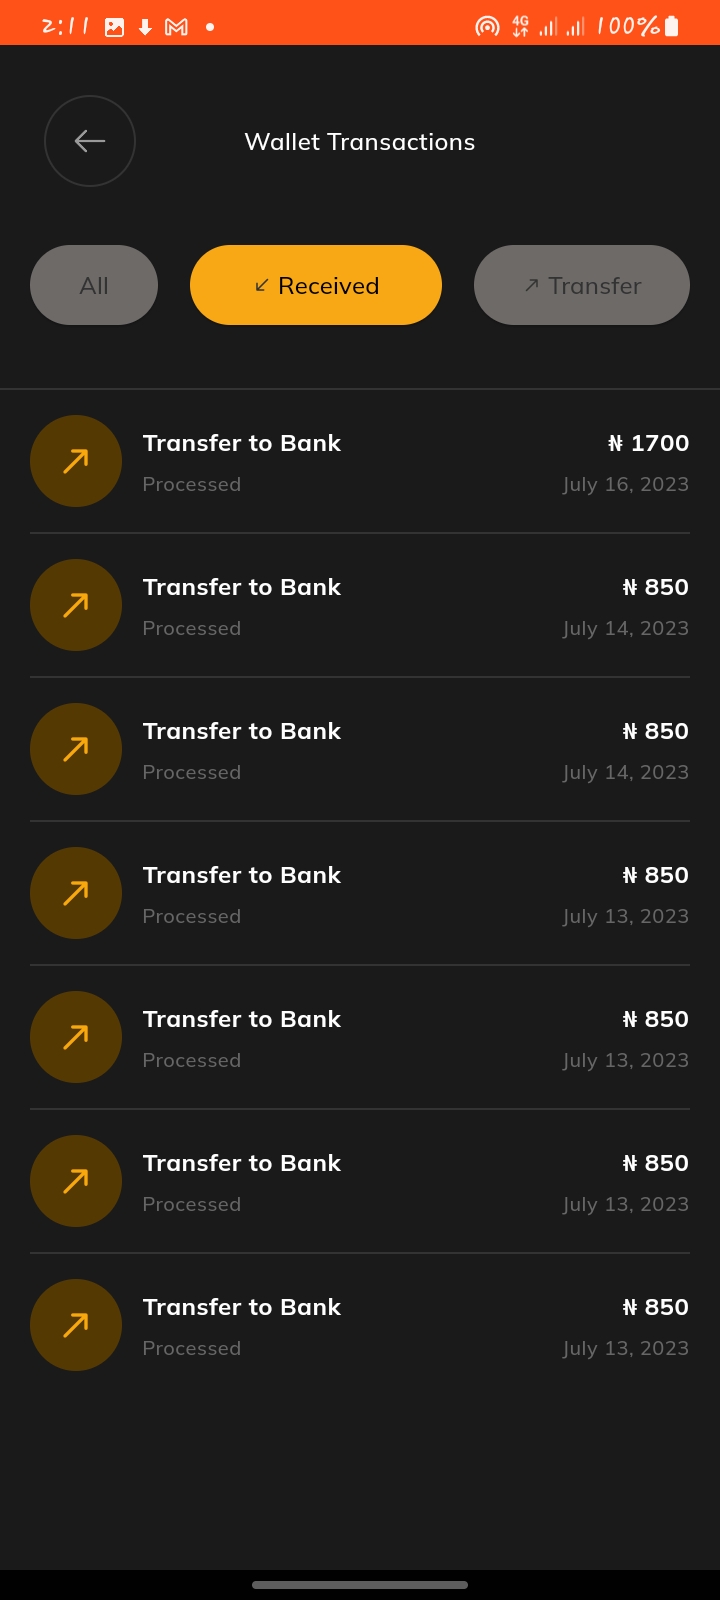 2:11 4G 100%
Wallet Transactions
All Received Transfer
Transfer to Bank ₦ 1700
Processed July 16, 2023
Transfer to Bank ₦ 850
Processed July 14, 2023
Transfer to Bank ₦ 850
Processed July 14, 2023
Transfer to Bank ₦ 850
Processed July 13, 2023
Transfer to Bank ₦ 850
Processed July 13, 2023
Transfer to Bank ₦ 850
Processed July 13, 2023
Transfer to Bank ₦ 850
Processed July 13, 2023